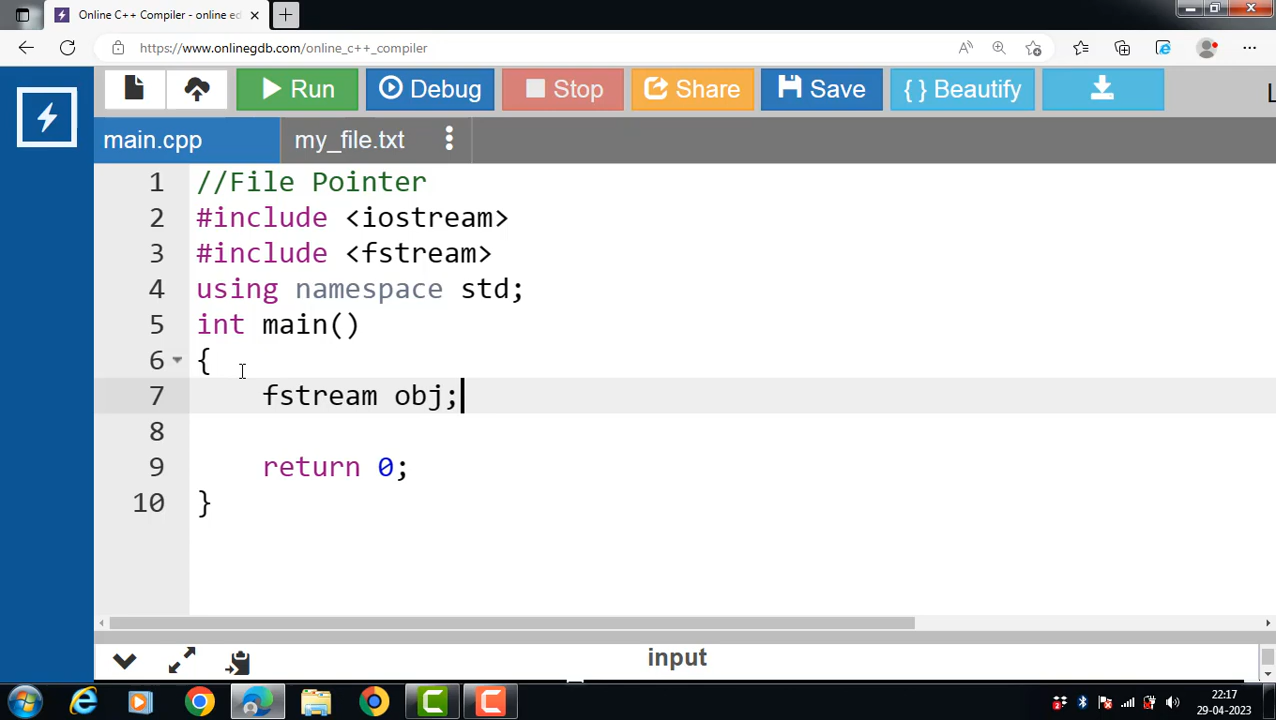 Online C++ Compiler - online ed
https://www.onlinegdb.com/online_c++_compiler
Run Debug Stop Share Save { } Beautify L
main.cpp my_file.txt
1 //File Pointer
2 #include <iostream>
3 #include <fstream>
4 using namespace std;
5 int main()
6 {
7 fstream obj;
8
9 return 0;
10 }
input
22:17
29-04-2023